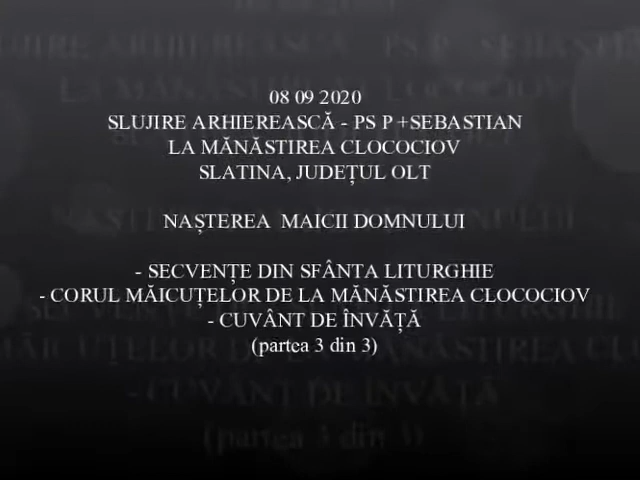 08 09 2020
SLUJIRE ARHIEREASCĂ - PS P +SEBASTIAN
LA MĂNĂSTIREA CLOCOCIOV
SLATINA, JUDEȚUL OLT
NAȘTEREA MAICII DOMNULUI
- SECVENȚE DIN SFÂNTA LITURGHIE
- CORUL MĂICUȚELOR DE LA MĂNĂSTIREA CLOCOCIOV
- CUVÂNT DE ÎNVĂȚĂ
(partea 3 din 3)